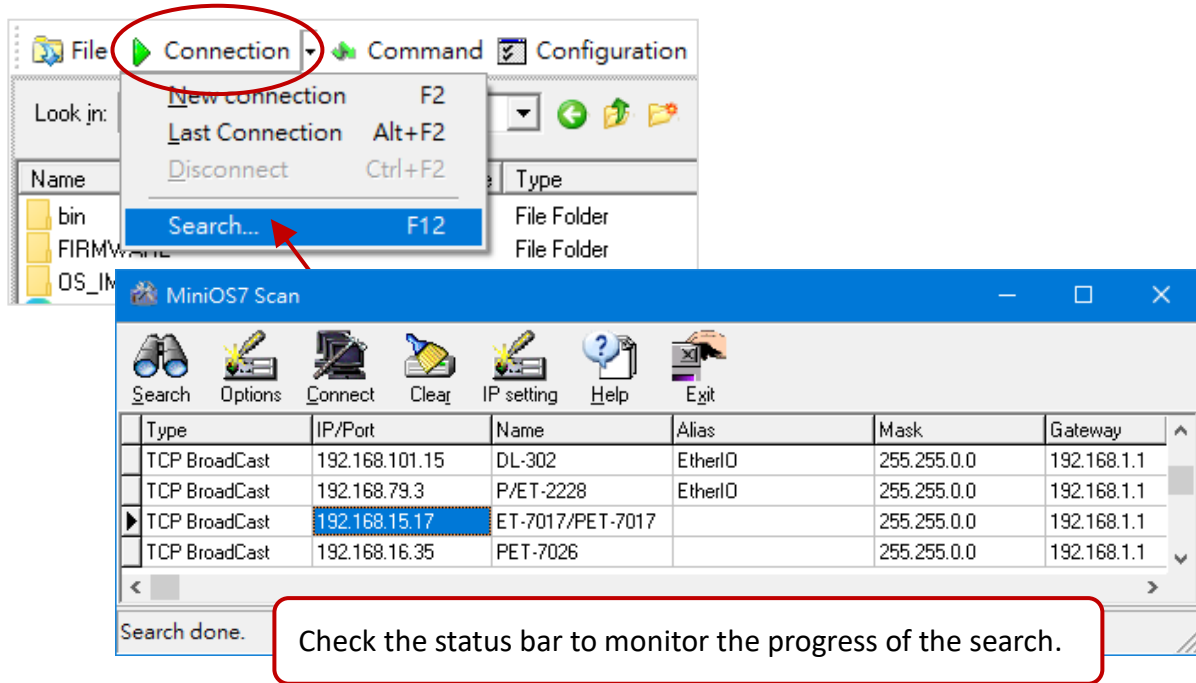 File Connection Command Configuration
New connection F2
Look in:
Last Connection Alt+F2
Disconnect Ctrl+F2
Name Type
bin File Folder
Search... F12
File Folder
MiniOS7 Scan
Search Options Connect Clear IP setting Help Exit
Type IP/Port Name Alias Mask Gateway
TCP BroadCast 192.168.101.15 DL-302 EtherIO 255.255.0.0 192.168.1.1
TCP BroadCast 192.168.79.3 P/ET-2228 EtherIO 255.255.0.0 192.168.1.1
TCP BroadCast 192.168.15.17 ET-7017/PET-7017 255.255.0.0 192.168.1.1
TCP BroadCast 192.168.16.35 PET-7026 255.255.0.0 192.168.1.1
Search done.
Check the status bar to monitor the progress of the search.